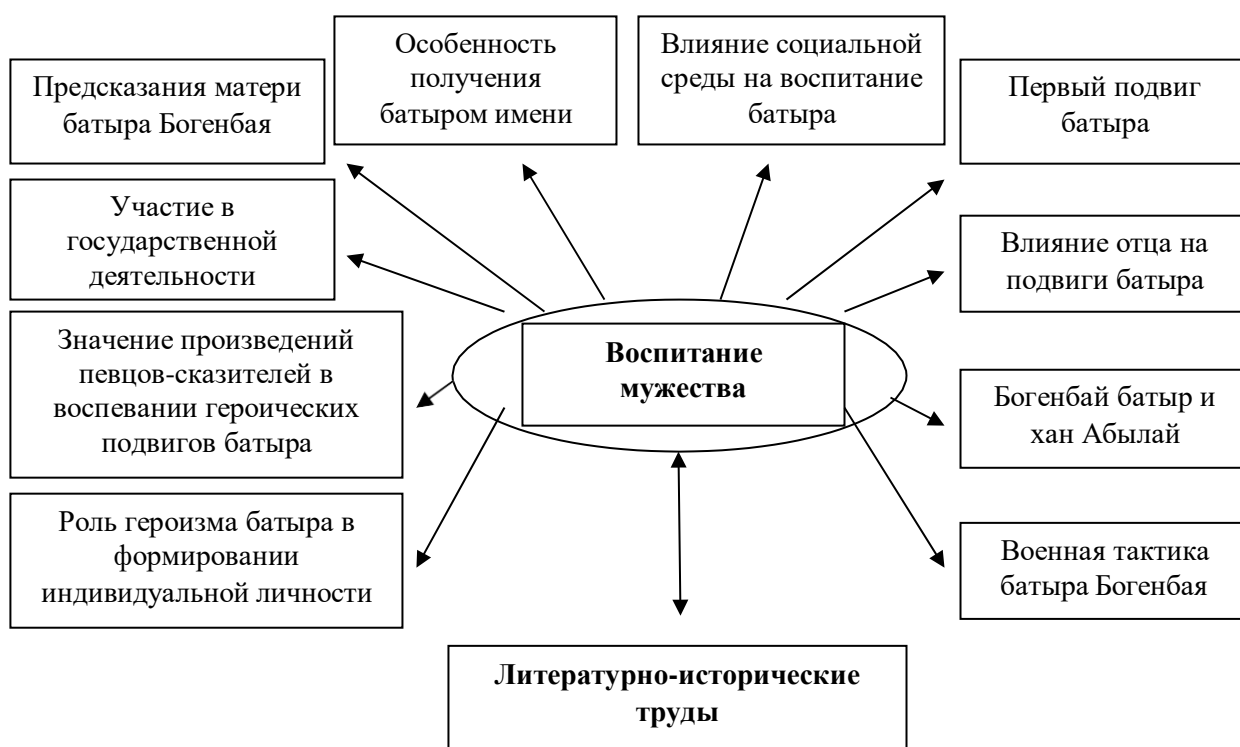 Предсказания матери
батыра Богенбая
Особенность
получения
батыром имени
Влияние социальной
среды на воспитание
батыра
Первый подвиг
батыра
Участие в
государственной
деятельности
Влияние отца на
подвиги батыра
Значение произведений
певцов-сказителей в
воспевании героических
подвигов батыра
Воспитание
мужества
Богенбай батыр и
хан Абылай
Роль героизма батыра в
формировании
индивидуальной личности
Военная тактика
батыра Богенбая
Литературно-исторические
труды